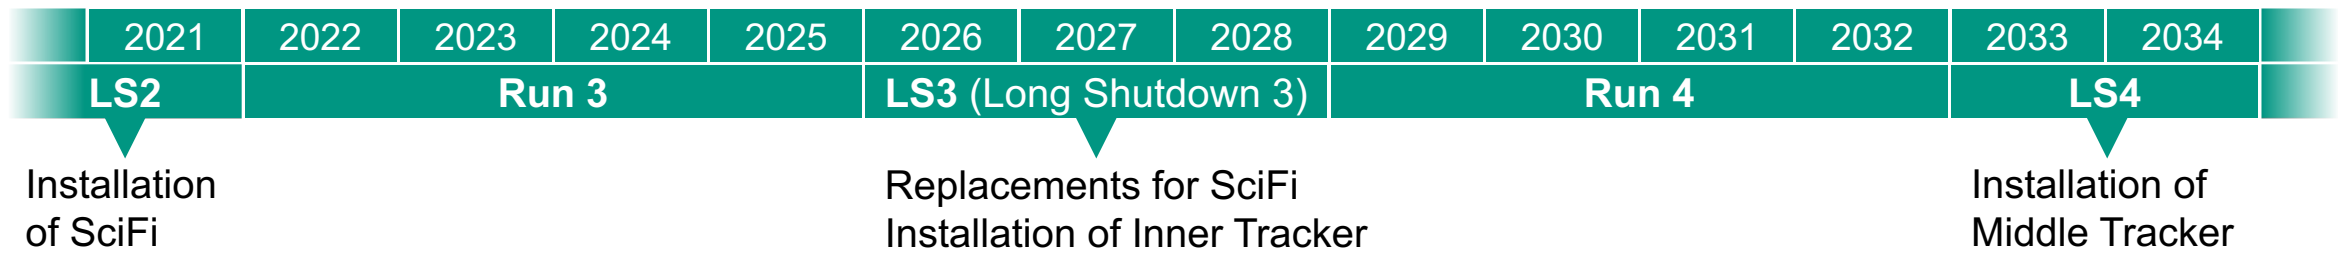 2021 2022 2023 2024 2025 2026 2027 2028 2029 2030 2031 2032 2033 2034
LS2 Run 3 LS3 (Long Shutdown 3) Run 4 LS4
Installation
of SciFi
Replacements for SciFi
Installation of Inner Tracker
Installation of
Middle Tracker